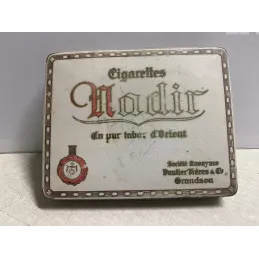 Cigarettes
Nadir
En pur tabac d'Orient
Société Anonyme
Vautier Frères & Cie
Grandson